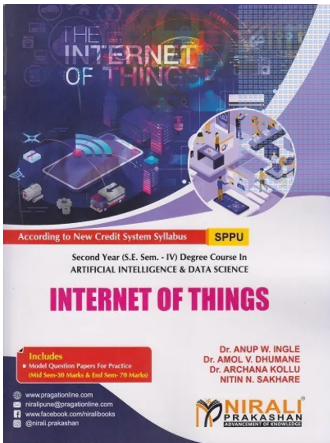 THE
INTERNET
OF THINGS
According to New Credit System Syllabus SPPU
Second Year (S.E. Sem. - IV) Degree Course In
ARTIFICIAL INTELLIGENCE & DATA SCIENCE
INTERNET OF THINGS
Dr. ANUP W. INGLE
Dr. AMOL V. DHUMANE
Dr. ARCHANA KOLLU
NITIN N. SAKHARE
Includes
Model Question Papers For Practice
(Mid Sem-30 Marks & End Sem- 70 Marks)
www.pragationline.com
niralipune@pragationline.com
www.facebook.com/niralibooks
@nirali.prakashan
NIRALI
PRAKASHAN
ADVANCEMENT OF KNOWLEDGE